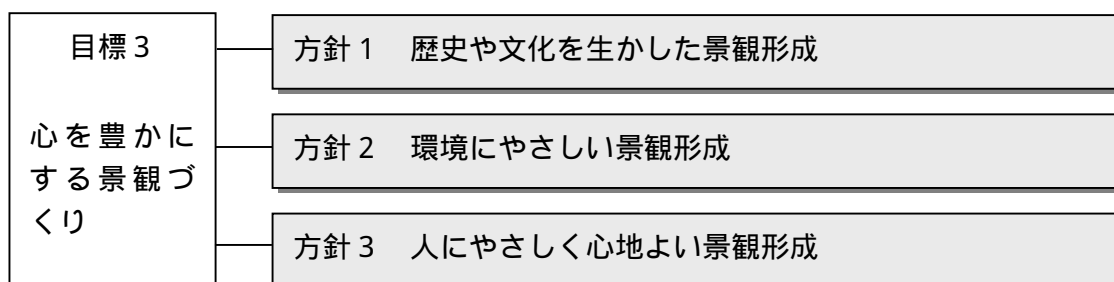 目標3
心を豊かに
する景観づ
くり
方針1 歴史や文化を生かした景観形成
方針2 環境にやさしい景観形成
方針3 人にやさしく心地よい景観形成